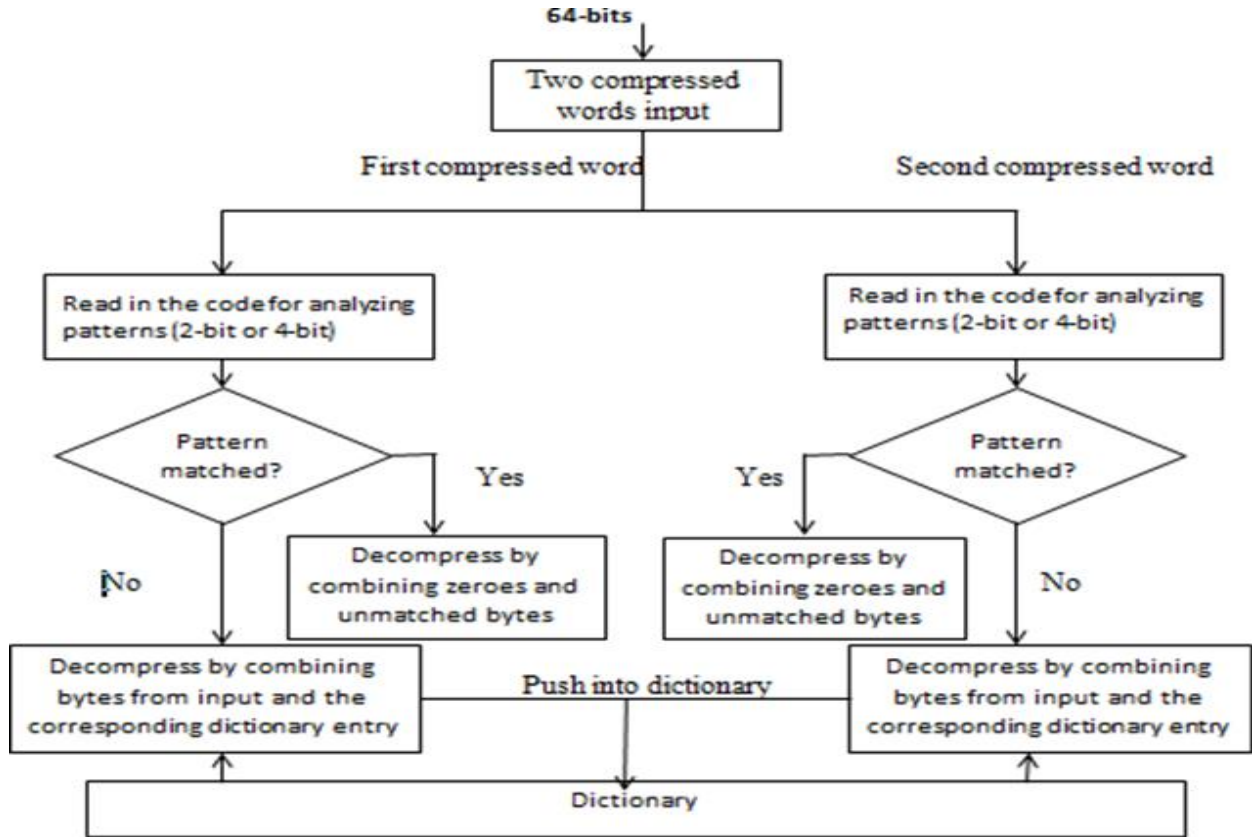 64-bits
Two compressed
words input
First compressed word
Second compressed word
Read in the code for analyzing
patterns (2-bit or 4-bit)
Read in the code for analyzing
patterns (2-bit or 4-bit)
Pattern
matched?
Pattern
matched?
Yes
Yes
Decompress by
combining zeroes and
unmatched bytes
Decompress by
combining zeroes and
unmatched bytes
No
No
Decompress by combining
bytes from input and the
corresponding dictionary entry
Push into dictionary
Decompress by combining
bytes from input and the
corresponding dictionary entry
Dictionary